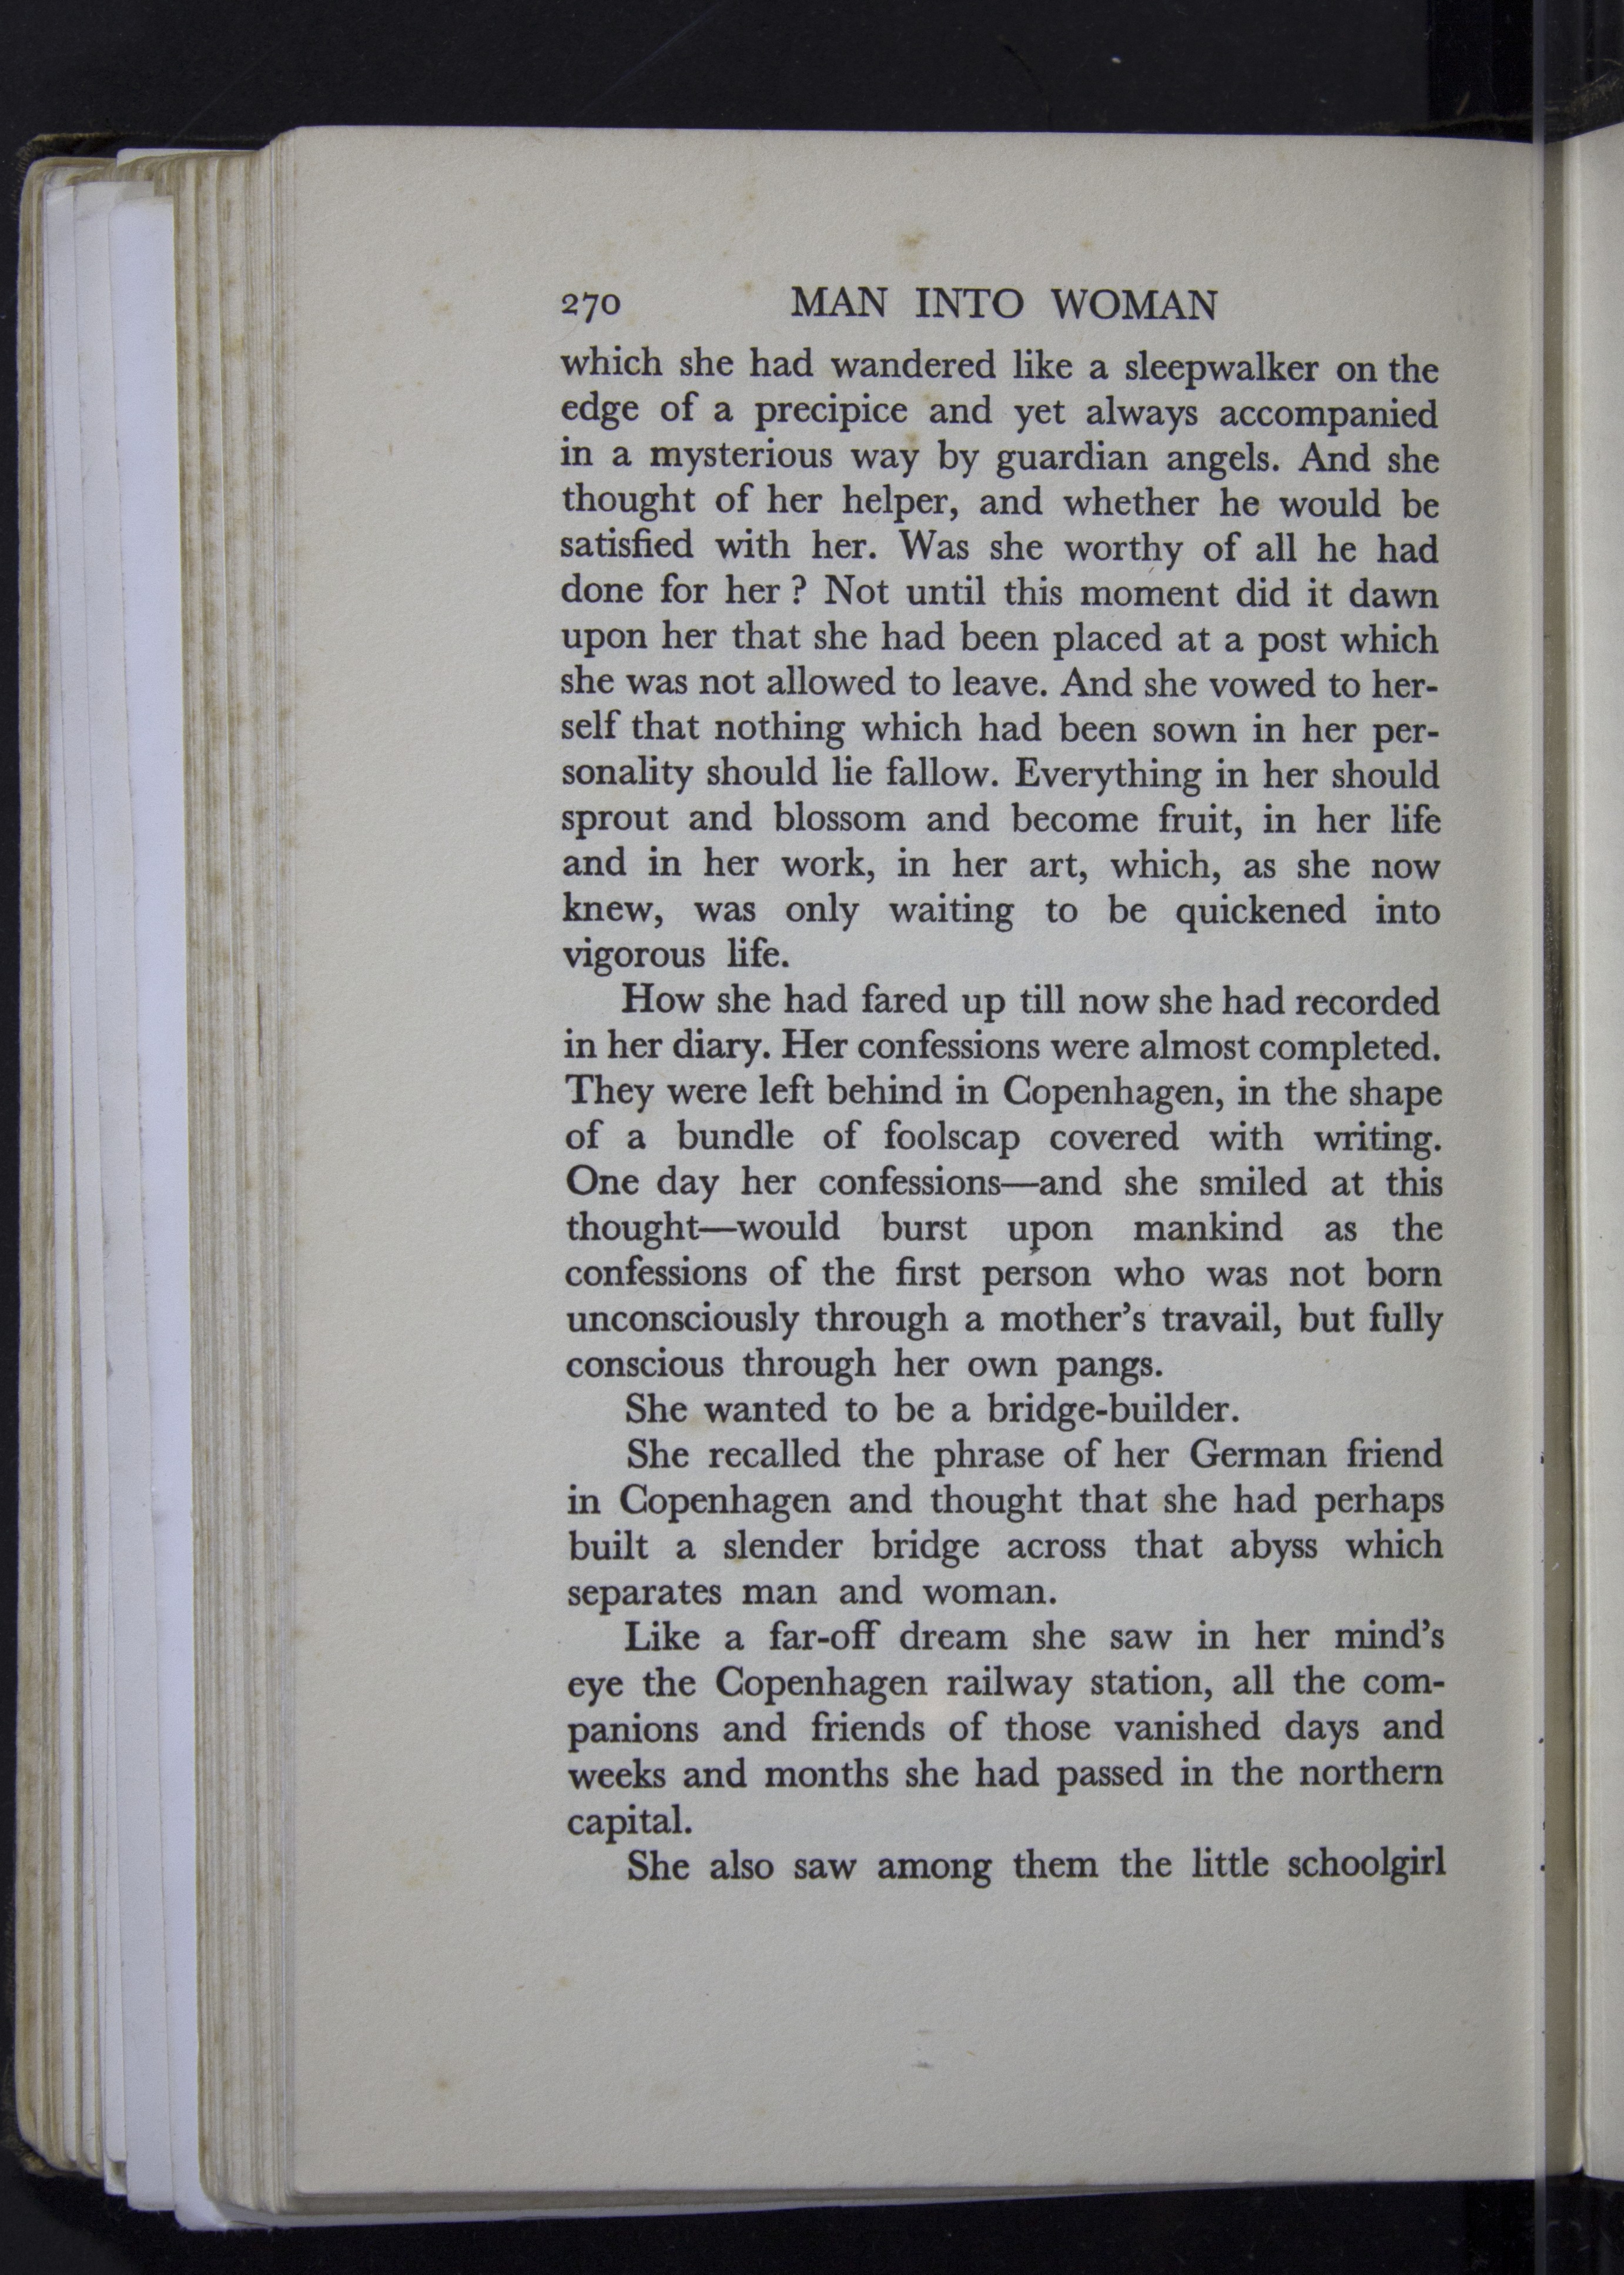 270 MAN INTO WOMAN
which she had wandered like a sleepwalker on the
edge of a precipice and yet always accompanied
in a mysterious way by guardian angels. And she
thought of her helper, and whether he would be
satisfied with her. Was she worthy of all he had
done for her ? Not until this moment did it dawn
upon her that she had been placed at a post which
she was not allowed to leave. And she vowed to her-
self that nothing which had been sown in her per-
sonality should lie fallow. Everything in her should
sprout and blossom and become fruit, in her life
and in her work, in her art, which, as she now
knew, was only waiting to be quickened into
vigorous life.
How she had fared up till now she had recorded
in her diary. Her confessions were almost completed.
They were left behind in Copenhagen, in the shape
of a bundle of foolscap covered with writing.
One day her confessions—and she smiled at this
thought—would burst upon mankind as the
confessions of the first person who was not born
unconsciously through a mother's travail, but fully
conscious through her own pangs.
She wanted to be a bridge-builder.
She recalled the phrase of her German friend
in Copenhagen and thought that she had perhaps
built a slender bridge across that abyss which
separates man and woman.
Like a far-off dream she saw in her mind's
eye the Copenhagen railway station, all the com-
panions and friends of those vanished days and
weeks and months she had passed in the northern
capital.
She also saw among them the little schoolgirl